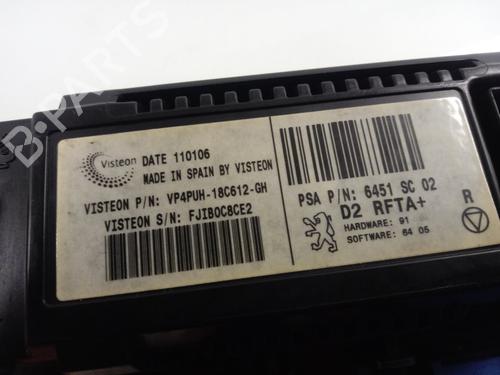 B-PARTS
Visteon
DATE 110106
MADE IN SPAIN BY VISTEON
VISTEON P/N: VP4PUH-18C612-GH
VISTEON S/N: FJIB0C8CE2
PSA P/N: 6451 SC 02
D2 RFTA+
HARDWARE: 91
SOFTWARE: 64 05
R